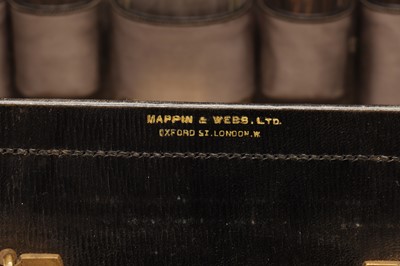 MAPPIN & WEBB, LTD.
OXFORD ST. LONDON. W.